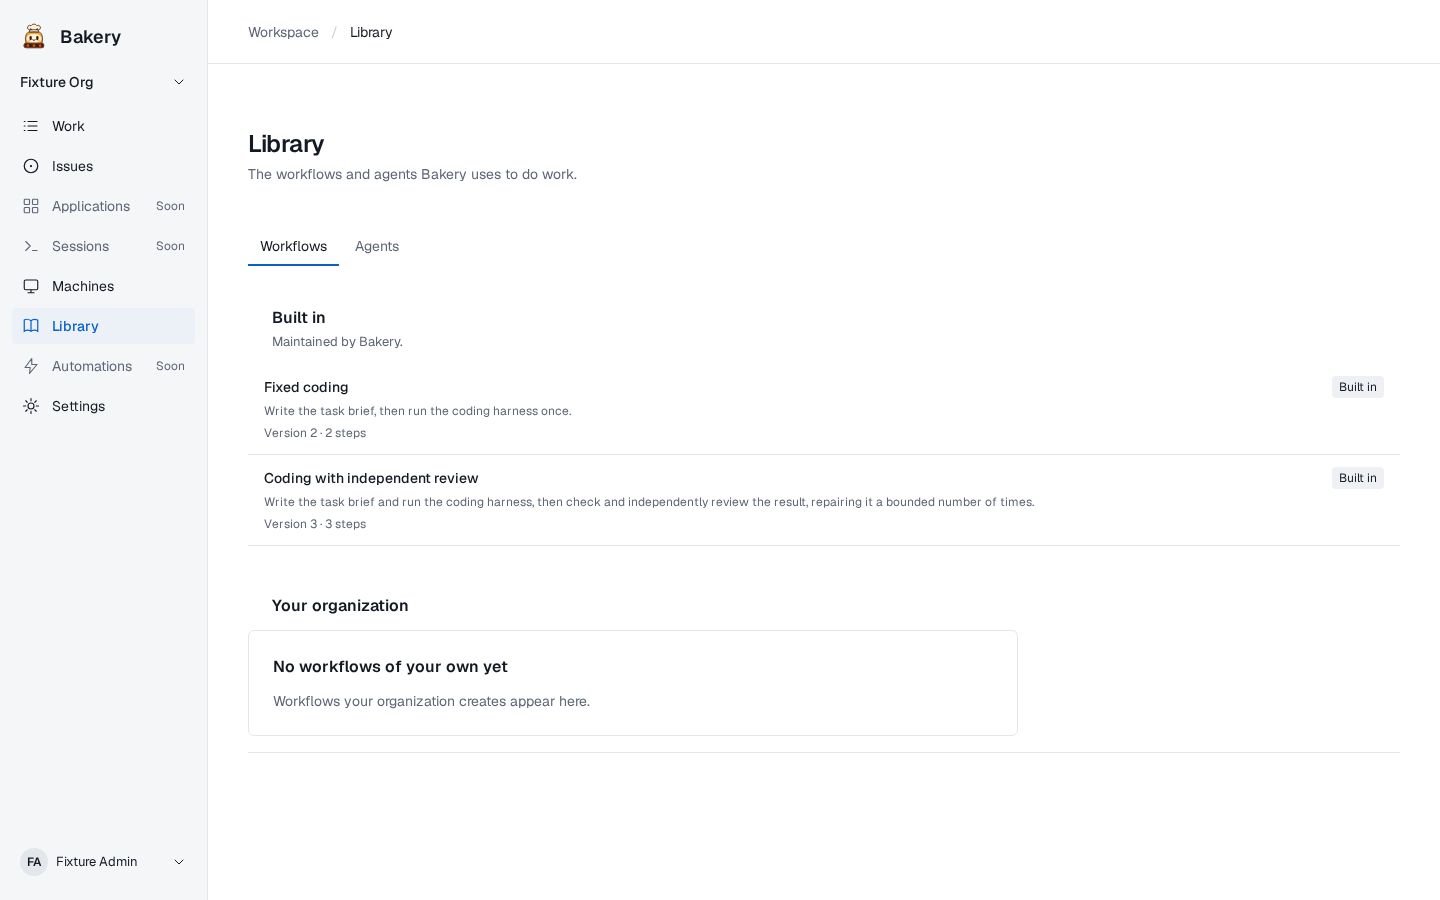 Bakery
Workspace / Library
Fixture Org
Work
Issues
Applications Soon
Sessions Soon
Machines
Library
Automations Soon
Settings
Fixture Admin
FA
Library
The workflows and agents Bakery uses to do work.
Workflows Agents
Built in
Maintained by Bakery.
Fixed coding Built in
Write the task brief, then run the coding harness once.
Version 2 · 2 steps
Coding with independent review Built in
Write the task brief and run the coding harness, then check and independently review the result, repairing it a bounded number of times.
Version 3 · 3 steps
Your organization
No workflows of your own yet
Workflows your organization creates appear here.